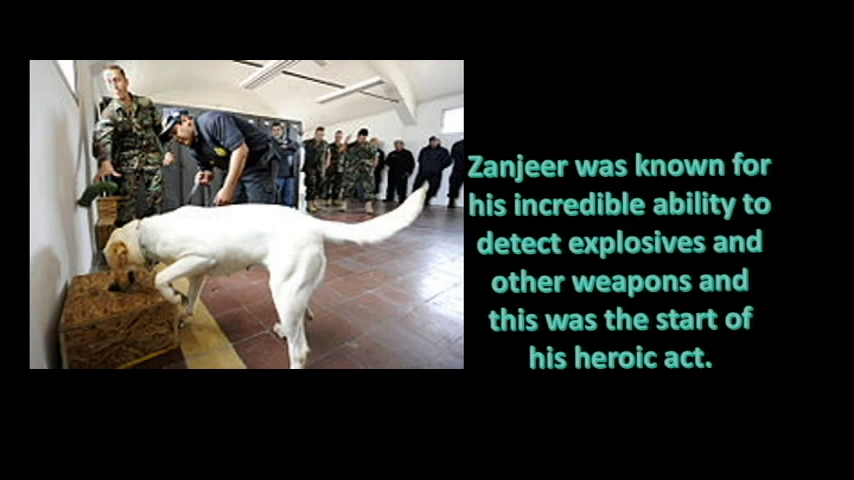 Zanjeer was known for
his incredible ability to
detect explosives and
other weapons and
this was the start of
his heroic act.